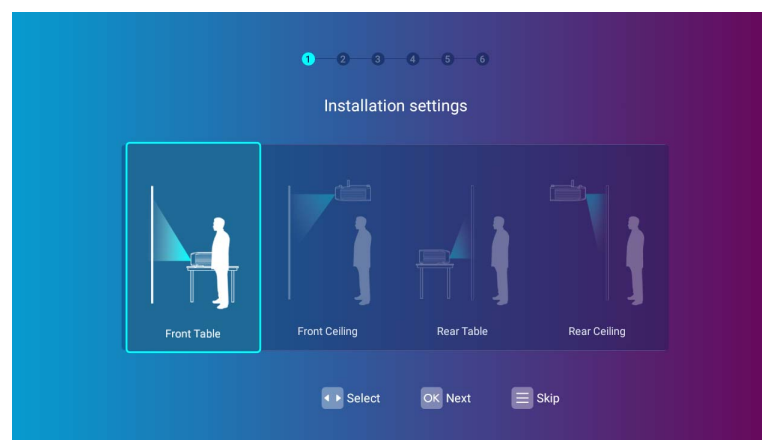 1 2 3 4 5 6
Installation settings
Front Table Front Ceiling Rear Table Rear Ceiling
Select OK Next Skip